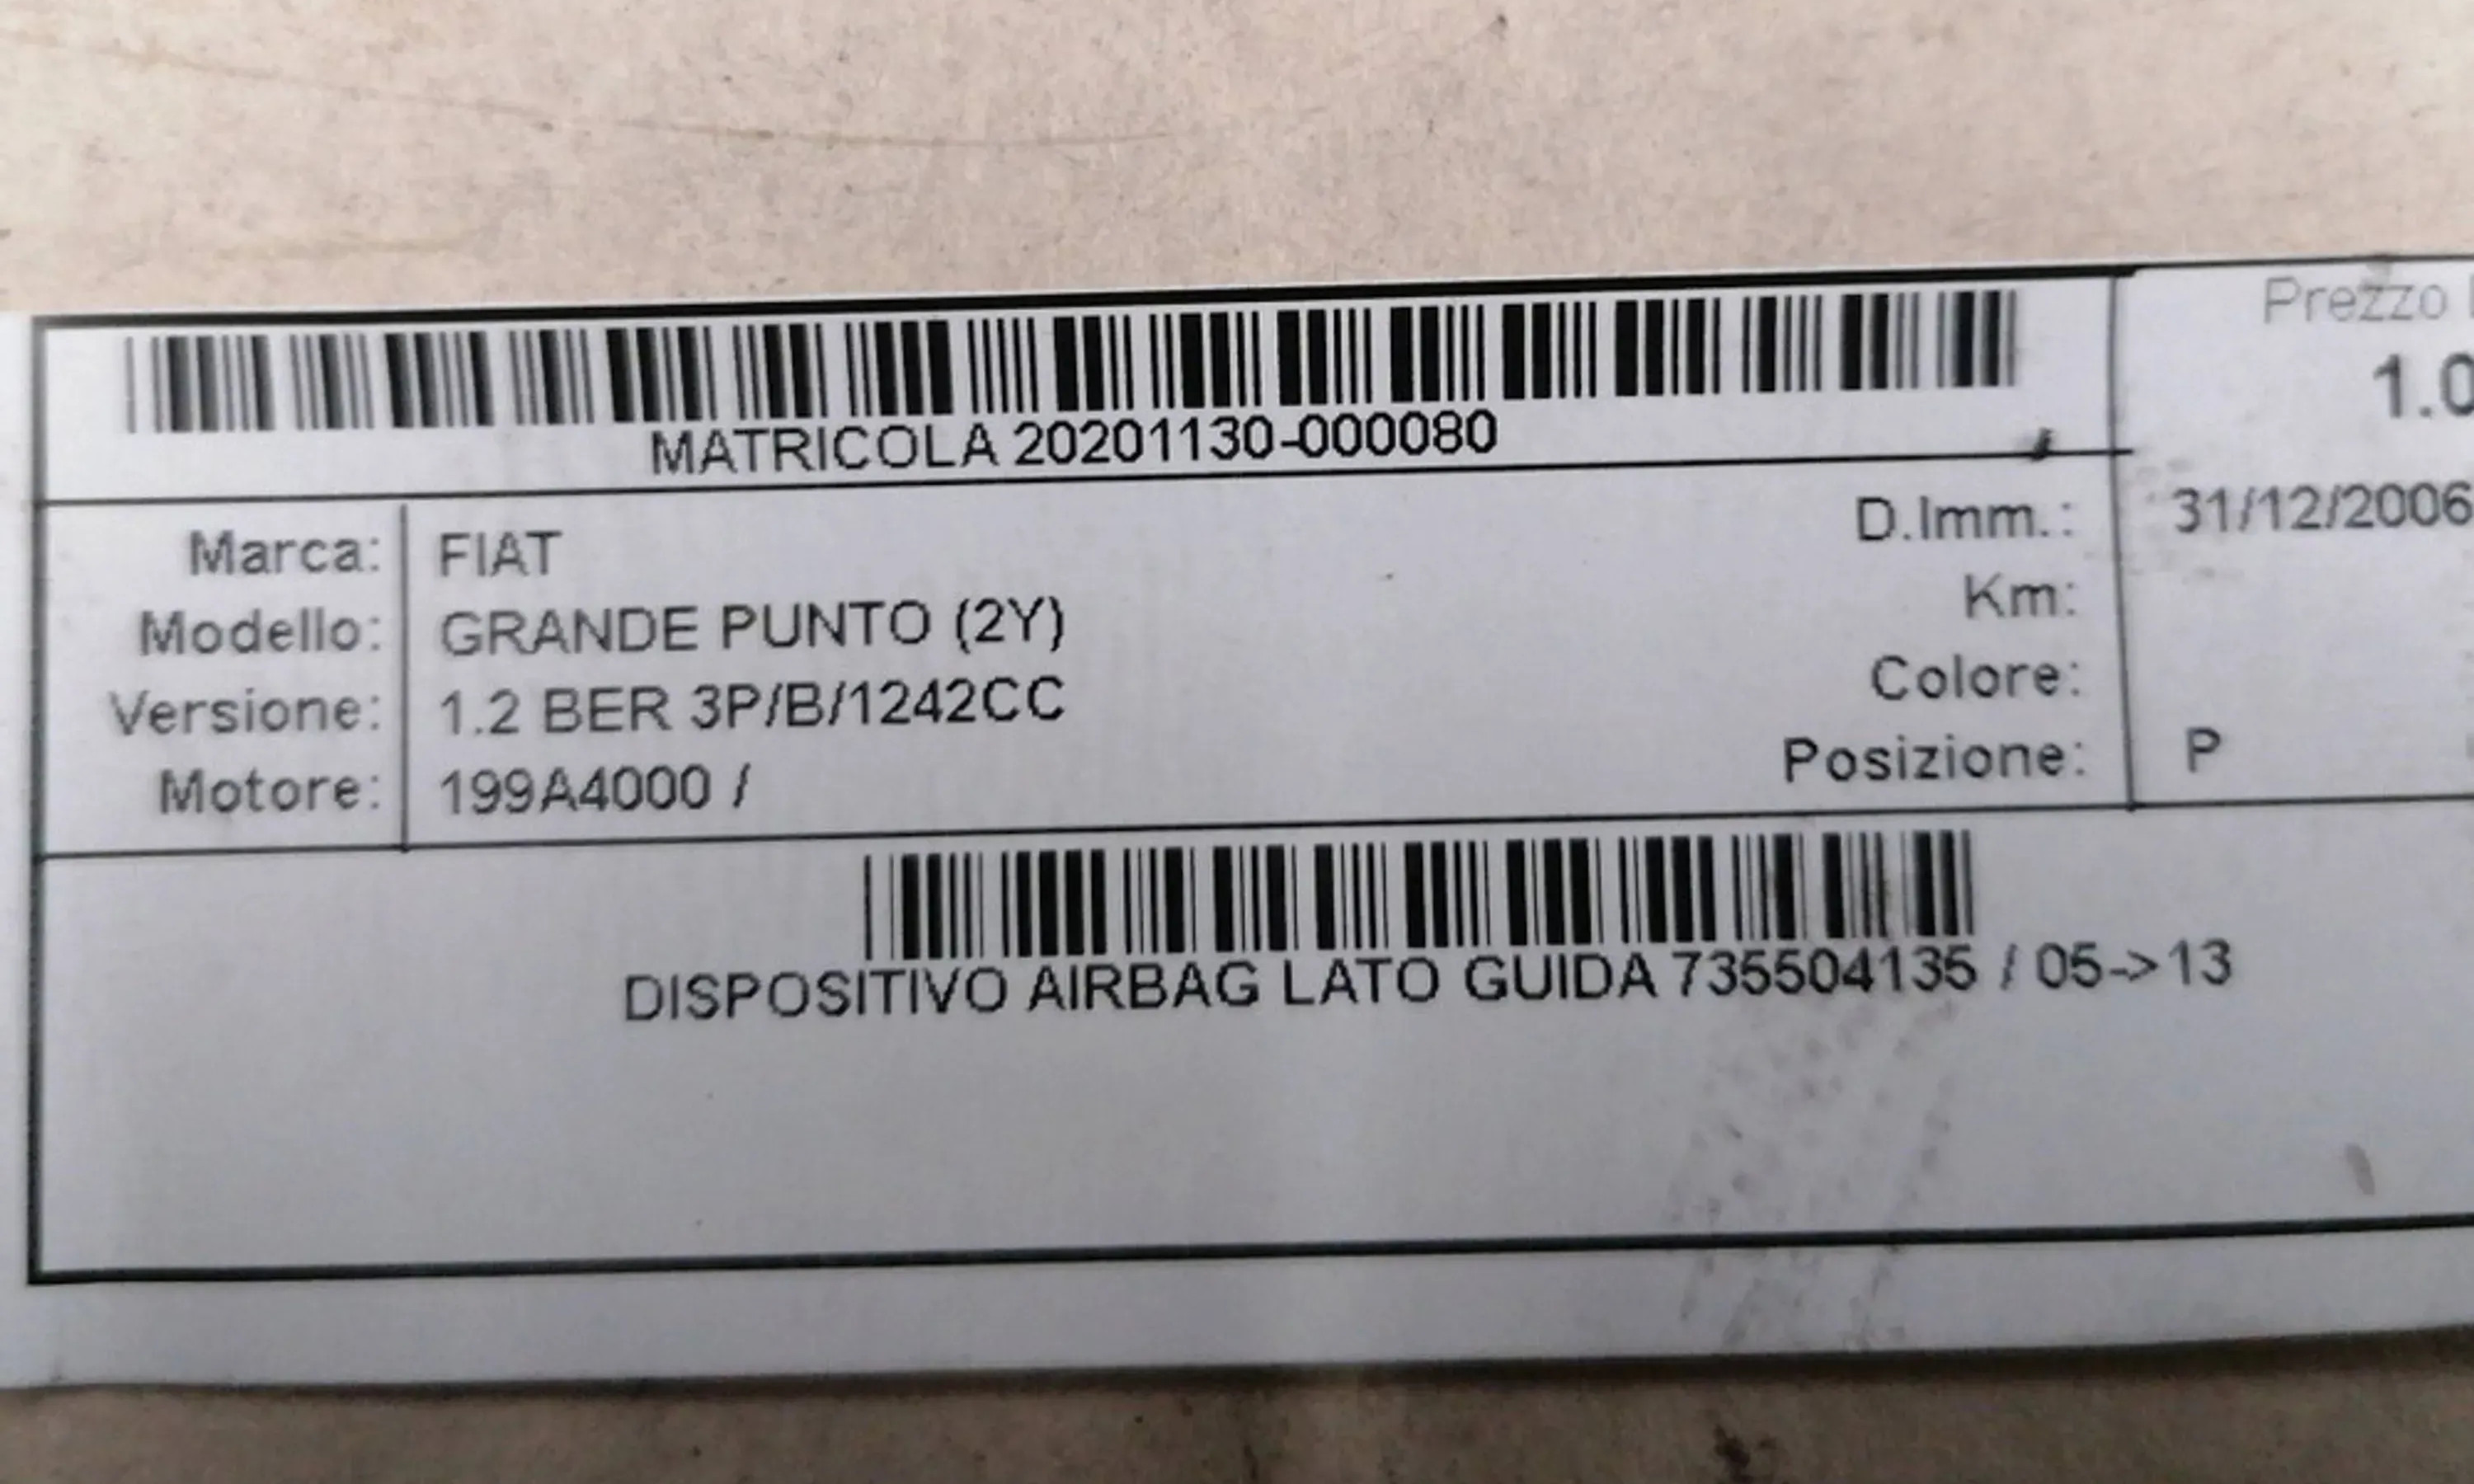 Prezzo
1.0
MATRICOLA 20201130-000080
Marca: FIAT
Modello: GRANDE PUNTO (2Y)
Versione: 1.2 BER 3P/B/1242CC
Motore: 199A4000 /
D.Imm.: 31/12/2006
Km:
Colore:
Posizione: P
DISPOSITIVO AIRBAG LATO GUIDA 735504135 / 05->13